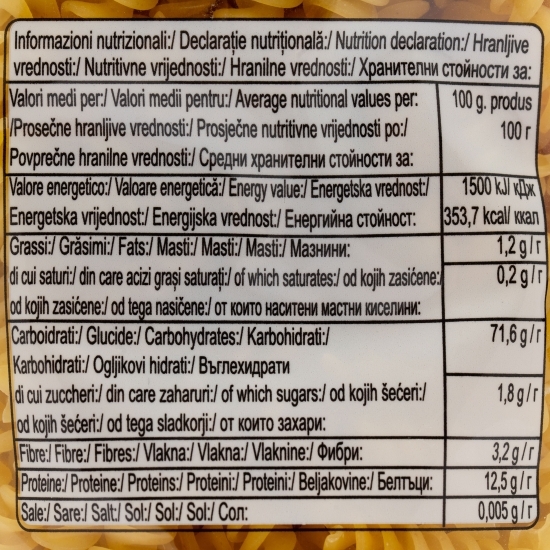 Informazioni nutrizionali:/ Declarație nutrițională:/ Nutrition declaration:/ Hranljive
vrednosti:/ Nutritivne vrijednosti:/ Hranilne vrednosti:/ Хранителни стойности за:
Valori medi per:/ Valori medii pentru:/ Average nutritional values per: 100 g. produs
/Prosečne hranljive vrednosti:/ Prosječne nutritivne vrijednosti po:/ 100 г
Povprečne hranilne vrednosti:/ Средни хранителни стойности за:
Valore energetico:/ Valoare energetică:/ Energy value:/ Energetska vrednost:/ 1500 kJ/ кДж
Energetska vrijednost:/ Energijska vrednost:/ Енергийна стойност: 353,7 kcal/ ккал
Grassi:/ Grăsimi:/ Fats:/ Masti:/ Masti:/ Masti:/ Мазнини: 1,2 g/г
di cui saturi:/ din care acizi grași saturați:/ of which saturates:/ od kojih zasićene:/ 0,2 g/г
od kojih zasićene:/ od tega nasičene:/ от които наситени мастни киселини:
Carboidrati:/ Glucide:/ Carbohydrates:/ Karbohidrati:/ 71,6 g/г
Karbohidrati:/ Ogljikovi hidrati:/ Въглехидрати
di cui zuccheri:/ din care zaharuri:/ of which sugars:/ od kojih šećeri:/ 1,8 g/г
od kojih šećeri:/ od tega sladkorji:/ от които захари:
Fibre:/ Fibre:/ Fibres:/ Vlakna:/ Vlakna:/ Vlaknine:/ Фибри: 3,2 g/г
Proteine:/ Proteine:/ Proteins:/ Proteini:/ Proteini:/ Beljakovine:/ Белтъци: 12,5 g/г
Sale:/ Sare:/ Salt:/ Sol:/ Sol:/ Sol:/ Сол: 0,005 g/г